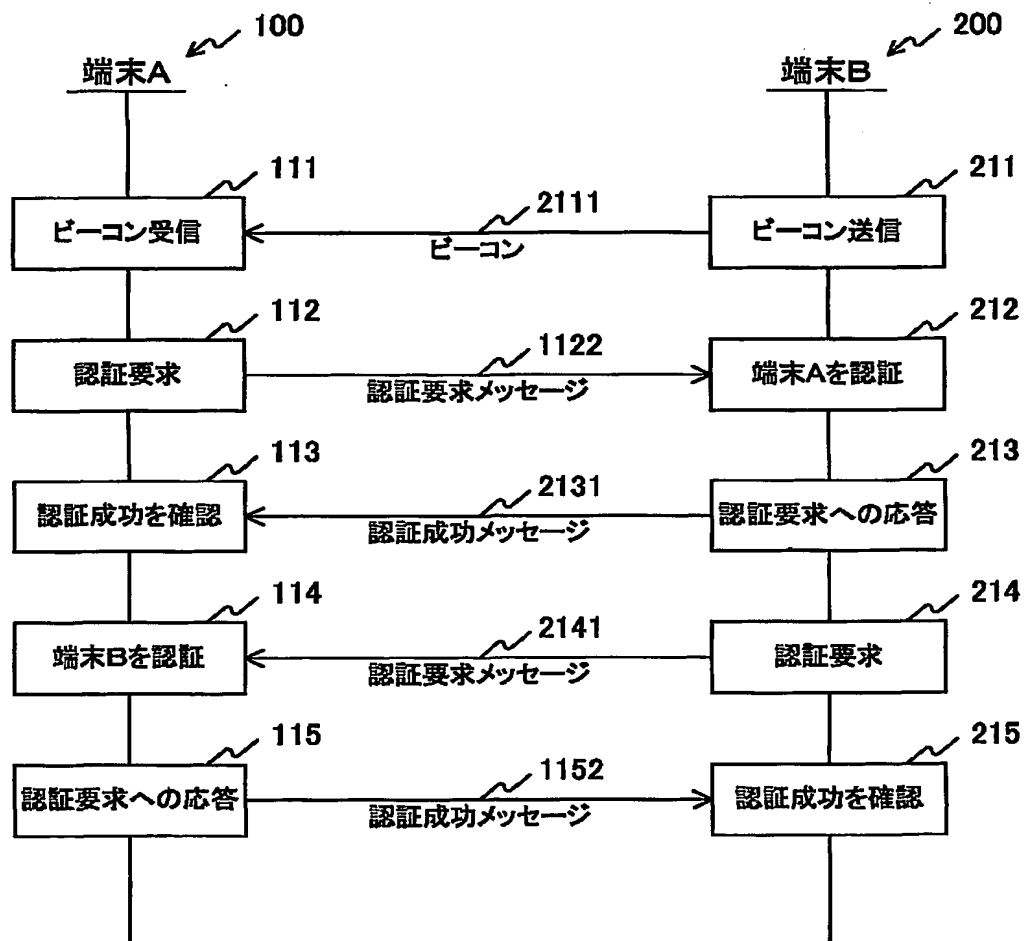 100
200
端末A
端末B
111
211
ビーコン受信
2111
ビーコン
ビーコン送信
112
212
認証要求
1122
認証要求メッセージ
端末Aを認証
113
213
認証成功を確認
2131
認証成功メッセージ
認証要求への応答
114
214
端末Bを認証
2141
認証要求メッセージ
認証要求
115
215
認証要求への応答
1152
認証成功メッセージ
認証成功を確認